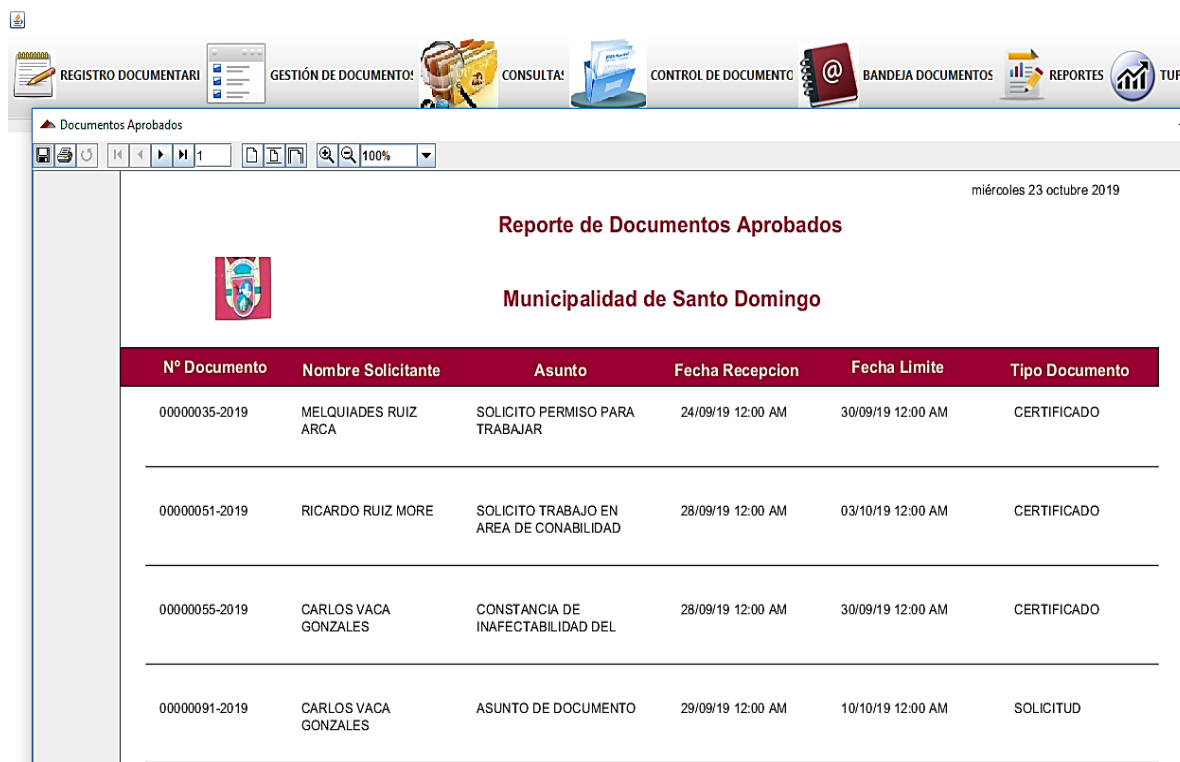 REGISTRO DOCUMENTARI GESTIÓN DE DOCUMENTO: CONSULTA: CONTROL DE DOCUMENTO @ BANDEJA DOCUMENTOS REPORTES TUP
Documentos Aprobados
1 100%
miércoles 23 octubre 2019
Reporte de Documentos Aprobados
Municipalidad de Santo Domingo
Nº Documento Nombre Solicitante Asunto Fecha Recepcion Fecha Limite Tipo Documento
00000035-2019 MELQUIADES RUIZ SOLICITO PERMISO PARA 24/09/19 12:00 AM 30/09/19 12:00 AM CERTIFICADO
ARCA TRABAJAR
00000051-2019 RICARDO RUIZ MORE SOLICITO TRABAJO EN 28/09/19 12:00 AM 03/10/19 12:00 AM CERTIFICADO
AREA DE CONABILIDAD
00000055-2019 CARLOS VACA CONSTANCIA DE 28/09/19 12:00 AM 30/09/19 12:00 AM CERTIFICADO
GONZALES INAFECTABILIDAD DEL
00000091-2019 CARLOS VACA ASUNTO DE DOCUMENTO 29/09/19 12:00 AM 10/10/19 12:00 AM SOLICITUD
GONZALES